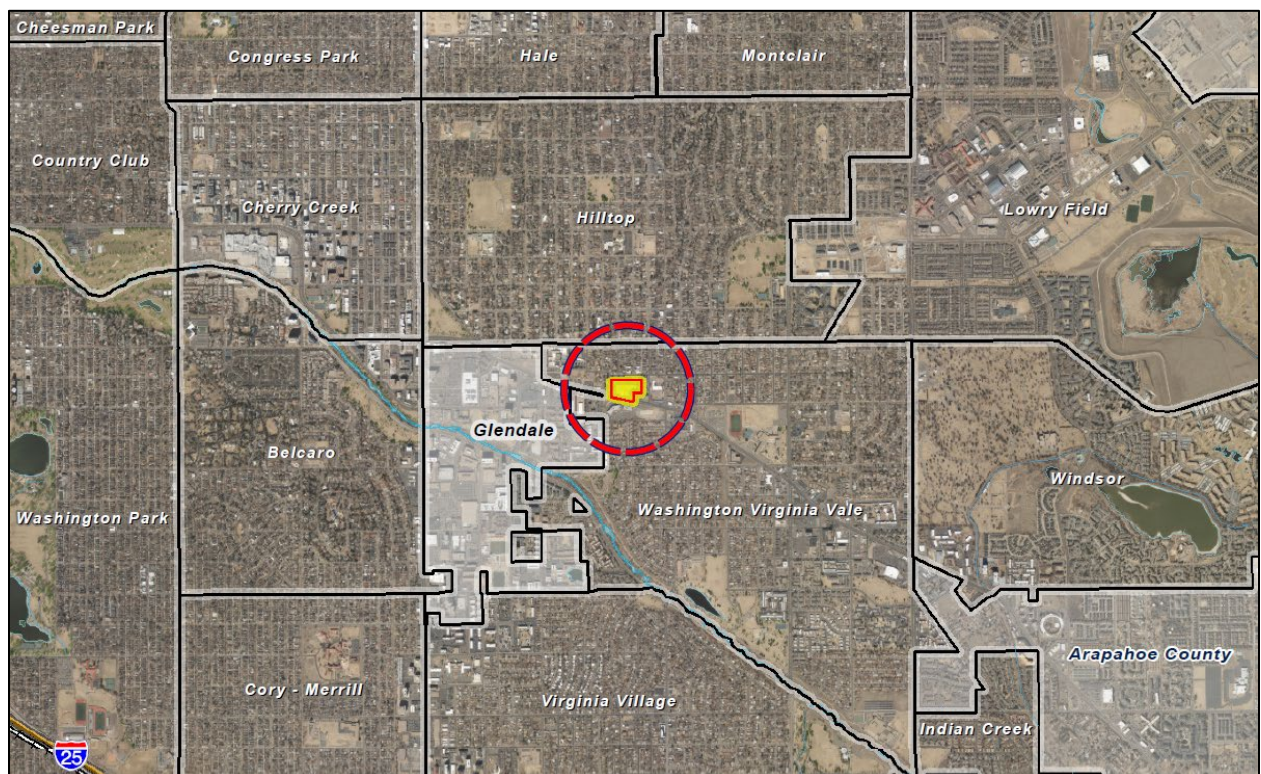 Cheesman Park
Congress Park
Hale
Montclair
Country Club
Cherry Creek
Hilltop
Lowry Field
Glendale
Belcaro
Windsor
Washington Park
Washington Virginia Vale
Arapahoe County
Cory - Merrill
Virginia Village
Indian Creek
25